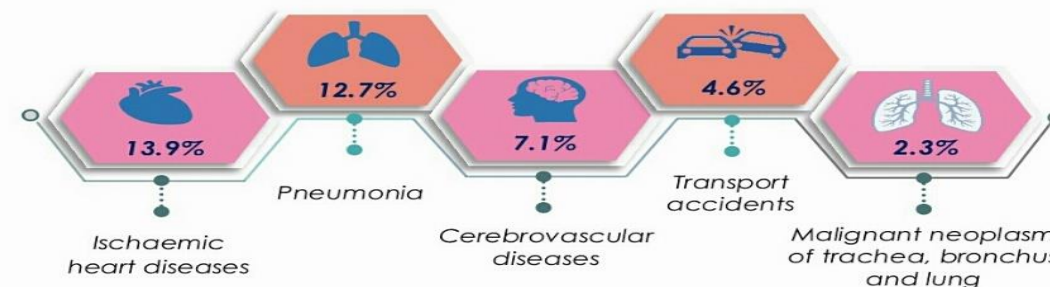 13.9%
Ischaemic
heart diseases
12.7%
Pneumonia
7.1%
Cerebrovascular
diseases
4.6%
Transport
accidents
2.3%
Malignant neoplasm
of trachea, bronchus
and lung